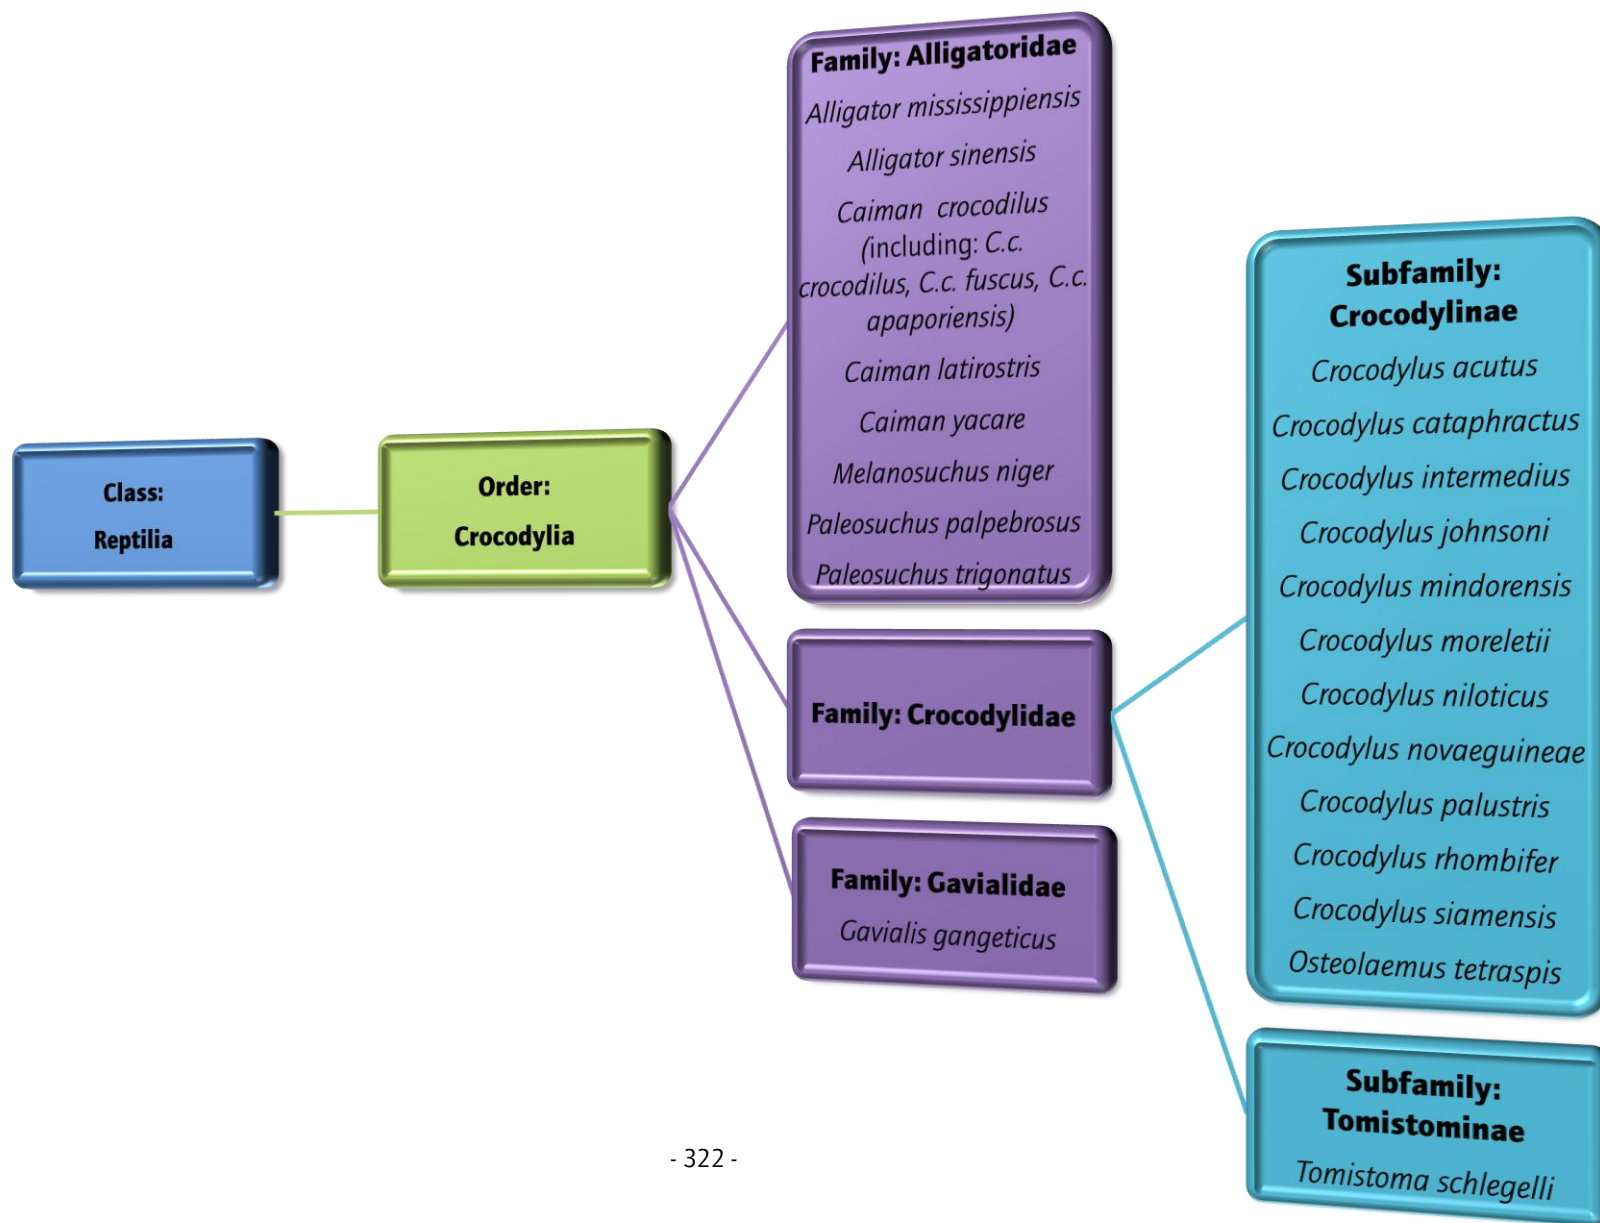 Class:
Reptilia
Order:
Crocodylia
Family: Alligatoridae
Alligator mississippiensis
Alligator sinensis
Caiman crocodilus
(including: C.c.
crocodilus, C.c. fuscus, C.c.
apaporiensis)
Caiman latirostris
Caiman yacare
Melanosuchus niger
Paleosuchus palpebrosus
Paleosuchus trigonatus
Family: Crocodylidae
Family: Gavialidae
Gavialis gangeticus
Subfamily:
Crocodylinae
Crocodylus acutus
Crocodylus cataphractus
Crocodylus intermedius
Crocodylus johnsoni
Crocodylus mindorensis
Crocodylus moreletii
Crocodylus niloticus
Crocodylus novaeguineae
Crocodylus palustris
Crocodylus rhombifer
Crocodylus siamensis
Osteolaemus tetraspis
Subfamily:
Tomistominae
Tomistoma schlegelli
- 322 -